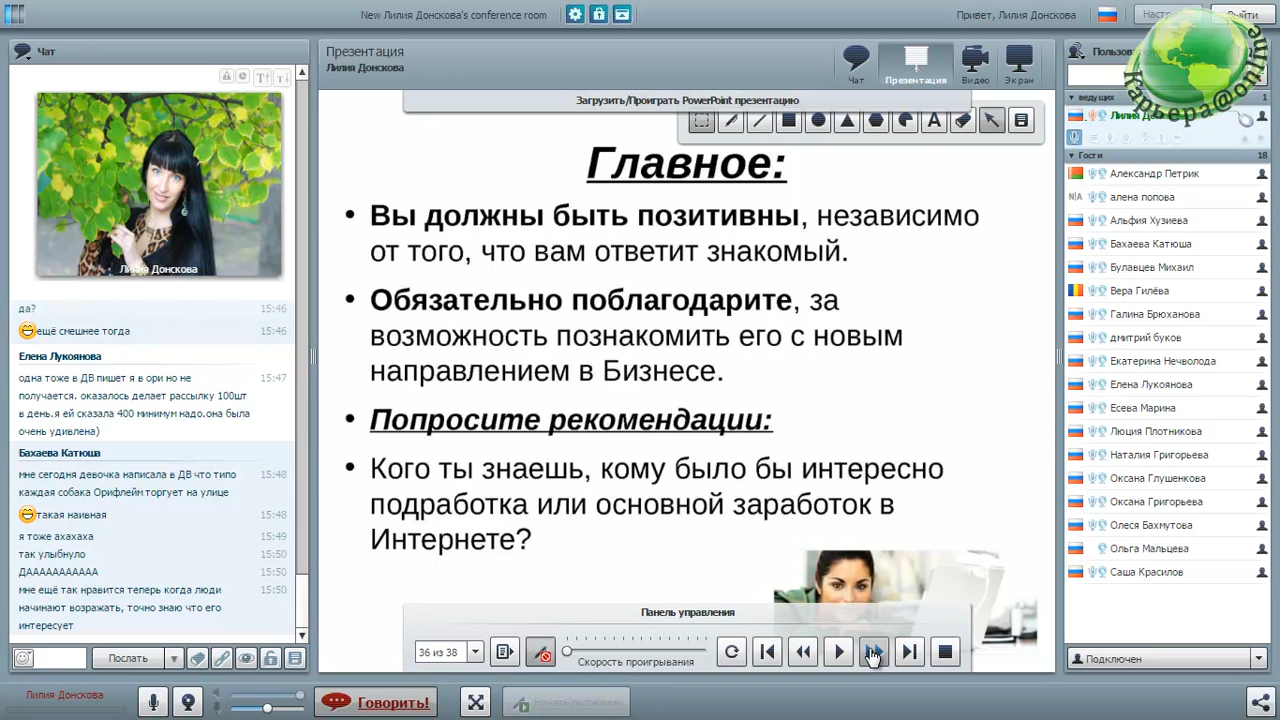 New Лилия Донскова's conference room
Привет, Лилия Донскова
Выйти
Чат
Лилия Донскова
да?
15:46
ещё смешнее тогда
15:46
Елена Лукоянова
одна тоже в ДВ пишет я в ори но не
15:47
получается. оказалось делает рассылку 100шт
в день.я ей сказала 400 минимум надо.она была
очень удивлена)
Бахаева Катюша
мне сегодня девочка написала в ДВ что типо
15:48
каждая собака Орифлейм торгует на улице
такая наивная
15:48
я тоже ахахаха
15:49
так улыбнуло
15:50
ДАААААААААА
15:50
мне ещё так нравится теперь когда люди
15:50
начинают возражать, точно знаю что его
интересует
Послать
Презентация
Лилия Донскова
Чат
Презентация
Видео
Экран
Загрузить/Проиграть PowerPoint презентацию
Главное:
• Вы должны быть позитивны, независимо
от того, что вам ответит знакомый.
• Обязательно поблагодарите, за
возможность познакомить его с новым
направлением в Бизнесе.
• Попросите рекомендации:
• Кого ты знаешь, кому было бы интересно
подработка или основной заработок в
Интернете?
Панель управления
36 из 38
Скорость проигрывания
Карьера@online
ведущих
1
Гости
18
Александр Петрик
N|A
алена попова
Альфия Хузиева
Бахаева Катюша
Булавцев Михаил
Вера Гилёва
Галина Брюханова
дмитрий буков
Екатерина Нечволода
Елена Лукоянова
Есева Марина
Люция Плотникова
Наталия Григорьева
Оксана Глушенкова
Оксана Григорьева
Олеся Бахмутова
Ольга Мальцева
Саша Красилов
Подключен
Лилия Донскова
Говорить!